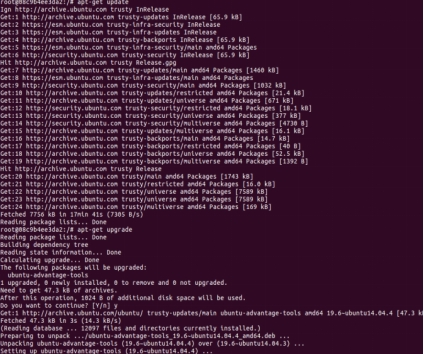 root@08c9b4ee3da2:/# apt-get update
Ign http://archive.ubuntu.com trusty InRelease
Get:1 http://archive.ubuntu.com trusty-updates InRelease [65.9 kB]
Get:2 https://esm.ubuntu.com trusty-infra-security InRelease
Get:3 https://esm.ubuntu.com trusty-infra-updates InRelease
Get:4 http://archive.ubuntu.com trusty-backports InRelease [65.9 kB]
Get:5 https://esm.ubuntu.com trusty-infra-security/main amd64 Packages
Get:6 http://security.ubuntu.com trusty-security InRelease [65.9 kB]
Hit http://archive.ubuntu.com trusty Release.gpg
Get:7 http://archive.ubuntu.com trusty-updates/main amd64 Packages [1460 kB]
Get:8 https://esm.ubuntu.com trusty-infra-updates/main amd64 Packages
Get:9 http://security.ubuntu.com trusty-security/main amd64 Packages [1032 kB]
Get:10 http://archive.ubuntu.com trusty-updates/restricted amd64 Packages [21.4 kB]
Get:11 http://archive.ubuntu.com trusty-updates/universe amd64 Packages [671 kB]
Get:12 http://security.ubuntu.com trusty-security/restricted amd64 Packages [18.1 kB]
Get:13 http://security.ubuntu.com trusty-security/universe amd64 Packages [377 kB]
Get:14 http://security.ubuntu.com trusty-security/multiverse amd64 Packages [4730 B]
Get:15 http://archive.ubuntu.com trusty-updates/multiverse amd64 Packages [16.1 kB]
Get:16 http://archive.ubuntu.com trusty-backports/main amd64 Packages [14.7 kB]
Get:17 http://archive.ubuntu.com trusty-backports/restricted amd64 Packages [40 B]
Get:18 http://archive.ubuntu.com trusty-backports/universe amd64 Packages [52.5 kB]
Get:19 http://archive.ubuntu.com trusty-backports/multiverse amd64 Packages [1392 B]
Hit http://archive.ubuntu.com trusty Release
Get:20 http://archive.ubuntu.com trusty/main amd64 Packages [1743 kB]
Get:21 http://archive.ubuntu.com trusty/restricted amd64 Packages [16.0 kB]
Get:22 http://archive.ubuntu.com trusty/universe amd64 Packages [7589 kB]
Get:23 http://archive.ubuntu.com trusty/universe amd64 Packages [7589 kB]
Get:24 http://archive.ubuntu.com trusty/multiverse amd64 Packages [169 kB]
Fetched 7756 kB in 17min 41s (7305 B/s)
Reading package lists... Done
root@08c9b4ee3da2:/# apt-get upgrade
Reading package lists... Done
Building dependency tree
Reading state information... Done
Calculating upgrade... Done
The following packages will be upgraded:
ubuntu-advantage-tools
1 upgraded, 0 newly installed, 0 to remove and 0 not upgraded.
Need to get 47.3 kB of archives.
After this operation, 1024 B of additional disk space will be used.
Do you want to continue? [Y/n] y
Get:1 http://archive.ubuntu.com/ubuntu/ trusty-updates/main ubuntu-advantage-tools amd64 19.6~ubuntu14.04.4 [47.3 k
Fetched 47.3 kB in 3s (14.3 kB/s)
(Reading database ... 12097 files and directories currently installed.)
Preparing to unpack .../ubuntu-advantage-tools_19.6~ubuntu14.04.4_amd64.deb ...
Unpacking ubuntu-advantage-tools (19.6~ubuntu14.04.4) over (19.6~ubuntu14.04.3) ...
Setting up ubuntu-advantage-tools (19.6~ubuntu14.04.4) ...